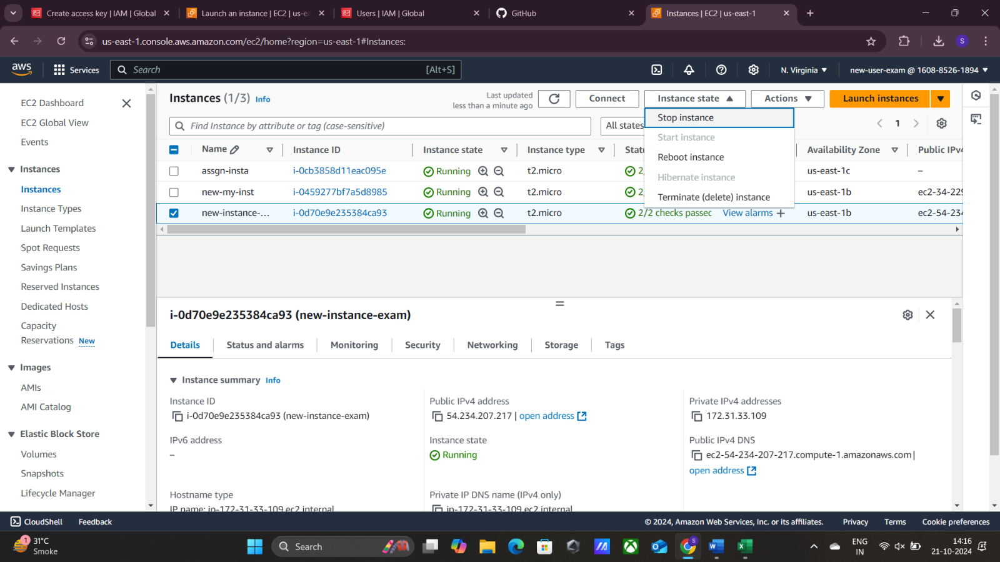 Create access key | IAM | Global
Launch an instance | EC2 | us-ea
Users | IAM | Global
GitHub
Instances | EC2 | us-east-1
us-east-1.console.aws.amazon.com/ec2/home?region=us-east-1#Instances:
S
aws
Services
Search
[Alt+S]
N. Virginia
new-user-exam @ 1608-8526-1894
EC2 Dashboard
EC2 Global View
Events
Instances
Instances
Instance Types
Launch Templates
Spot Requests
Savings Plans
Reserved Instances
Dedicated Hosts
Capacity
Reservations New
Images
AMIs
AMI Catalog
Elastic Block Store
Volumes
Snapshots
Lifecycle Manager
Instances (1/3) Info
Last updated
less than a minute ago
Connect
Instance state
Actions
Launch instances
Find Instance by attribute or tag (case-sensitive)
All states
1
Stop instance
Start instance
Reboot instance
Hibernate instance
Terminate (delete) instance
Name
Instance ID
Instance state
Instance type
Statu
Availability Zone
Public IPv4
assgn-insta
i-0cb3858d11eac095e
Running
t2.micro
2/
us-east-1c
–
new-my-inst
i-0459277bf7a5d8985
Running
t2.micro
2/
us-east-1b
ec2-34-229
new-instance-...
i-0d70e9e235384ca93
Running
t2.micro
2/2 checks passec
View alarms
us-east-1b
ec2-54-234
i-0d70e9e235384ca93 (new-instance-exam)
Details
Status and alarms
Monitoring
Security
Networking
Storage
Tags
Instance summary Info
Instance ID
i-0d70e9e235384ca93 (new-instance-exam)
Public IPv4 address
54.234.207.217 | open address
Private IPv4 addresses
172.31.33.109
IPv6 address
–
Instance state
Running
Public IPv4 DNS
ec2-54-234-207-217.compute-1.amazonaws.com |
open address
Hostname type
IP name: ip-172-31-33-109.ec2.internal
Private IP DNS name (IPv4 only)
ip-172-31-33-109.ec2.internal
CloudShell
Feedback
© 2024, Amazon Web Services, Inc. or its affiliates.
Privacy
Terms
Cookie preferences
1
31°C
Smoke
Search
S
ENG
IN
14:16
21-10-2024